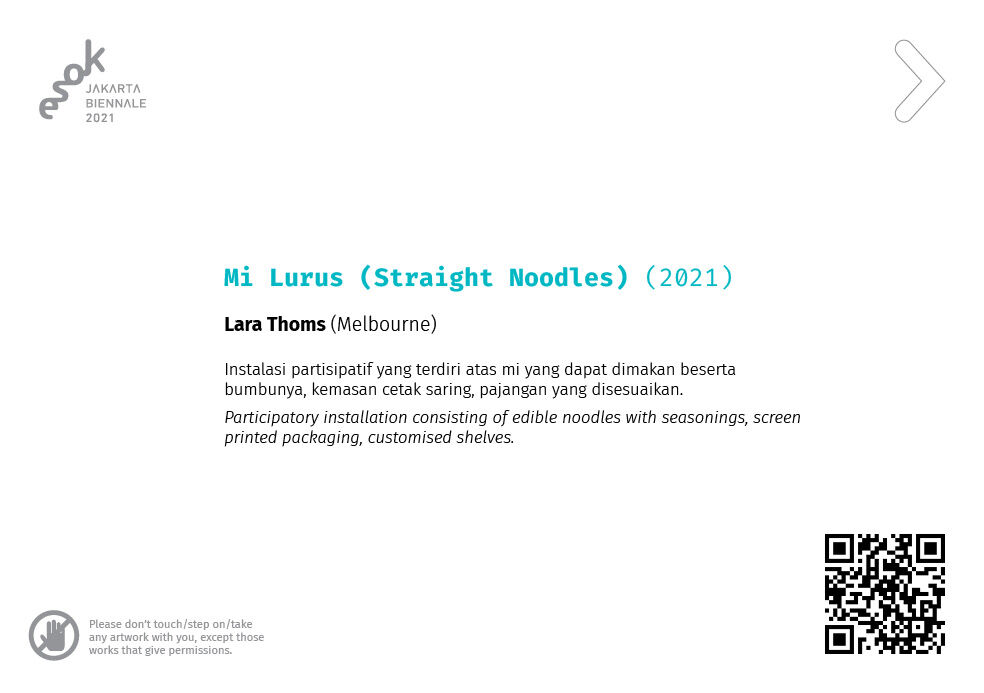 esok
JAKARTA
BIENNALE
2021
Mi Lurus (Straight Noodles) (2021)
Lara Thoms (Melbourne)
Instalasi partisipatif yang terdiri atas mi yang dapat dimakan beserta
bumbunya, kemasan cetak saring, pajangan yang disesuaikan.
Participatory installation consisting of edible noodles with seasonings, screen
printed packaging, customised shelves.
Please don't touch/step on/take
any artwork with you, except those
works that give permissions.